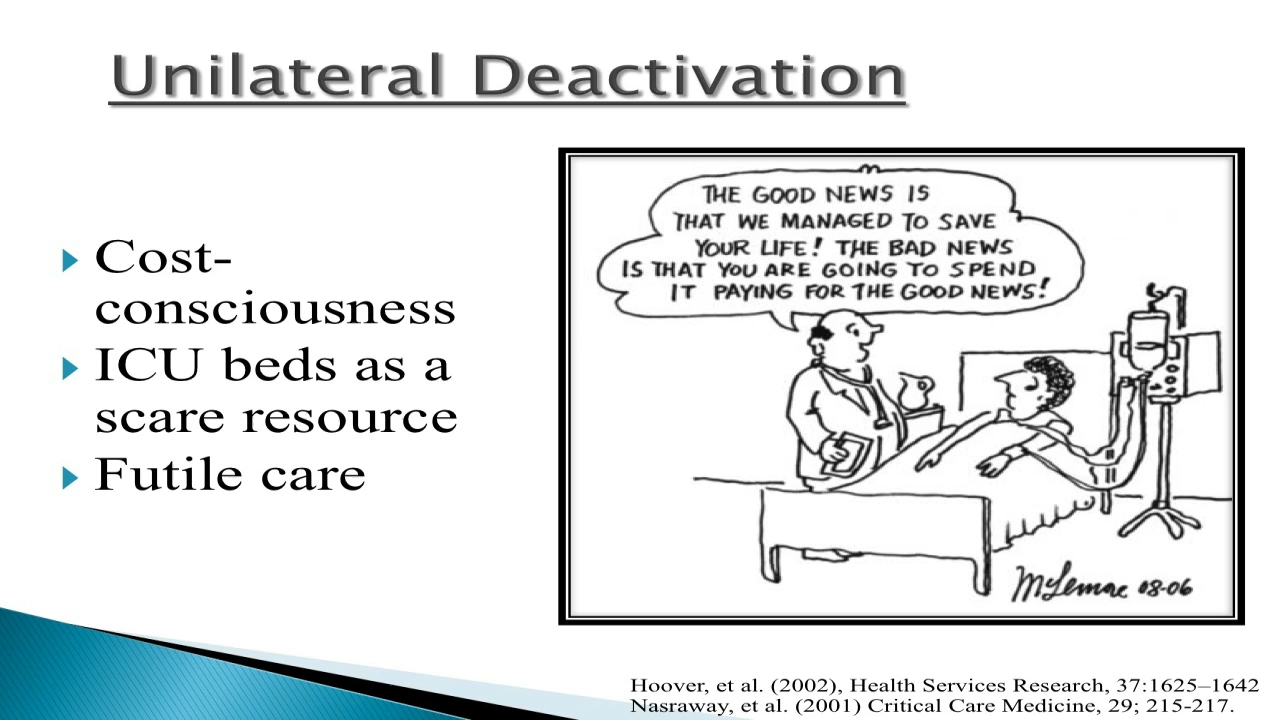 Unilateral Deactivation
Cost-
consciousness
ICU beds as a
scare resource
Futile care
THE GOOD NEWS IS
THAT WE MANAGED TO SAVE
YOUR LIFE! THE BAD NEWS
IS THAT YOU ARE GOING TO SPEND
IT PAYING FOR THE GOOD NEWS!
McLemore 08-06
Hoover, et al. (2002), Health Services Research, 37:1625–1642
Nasraway, et al. (2001) Critical Care Medicine, 29; 215-217.